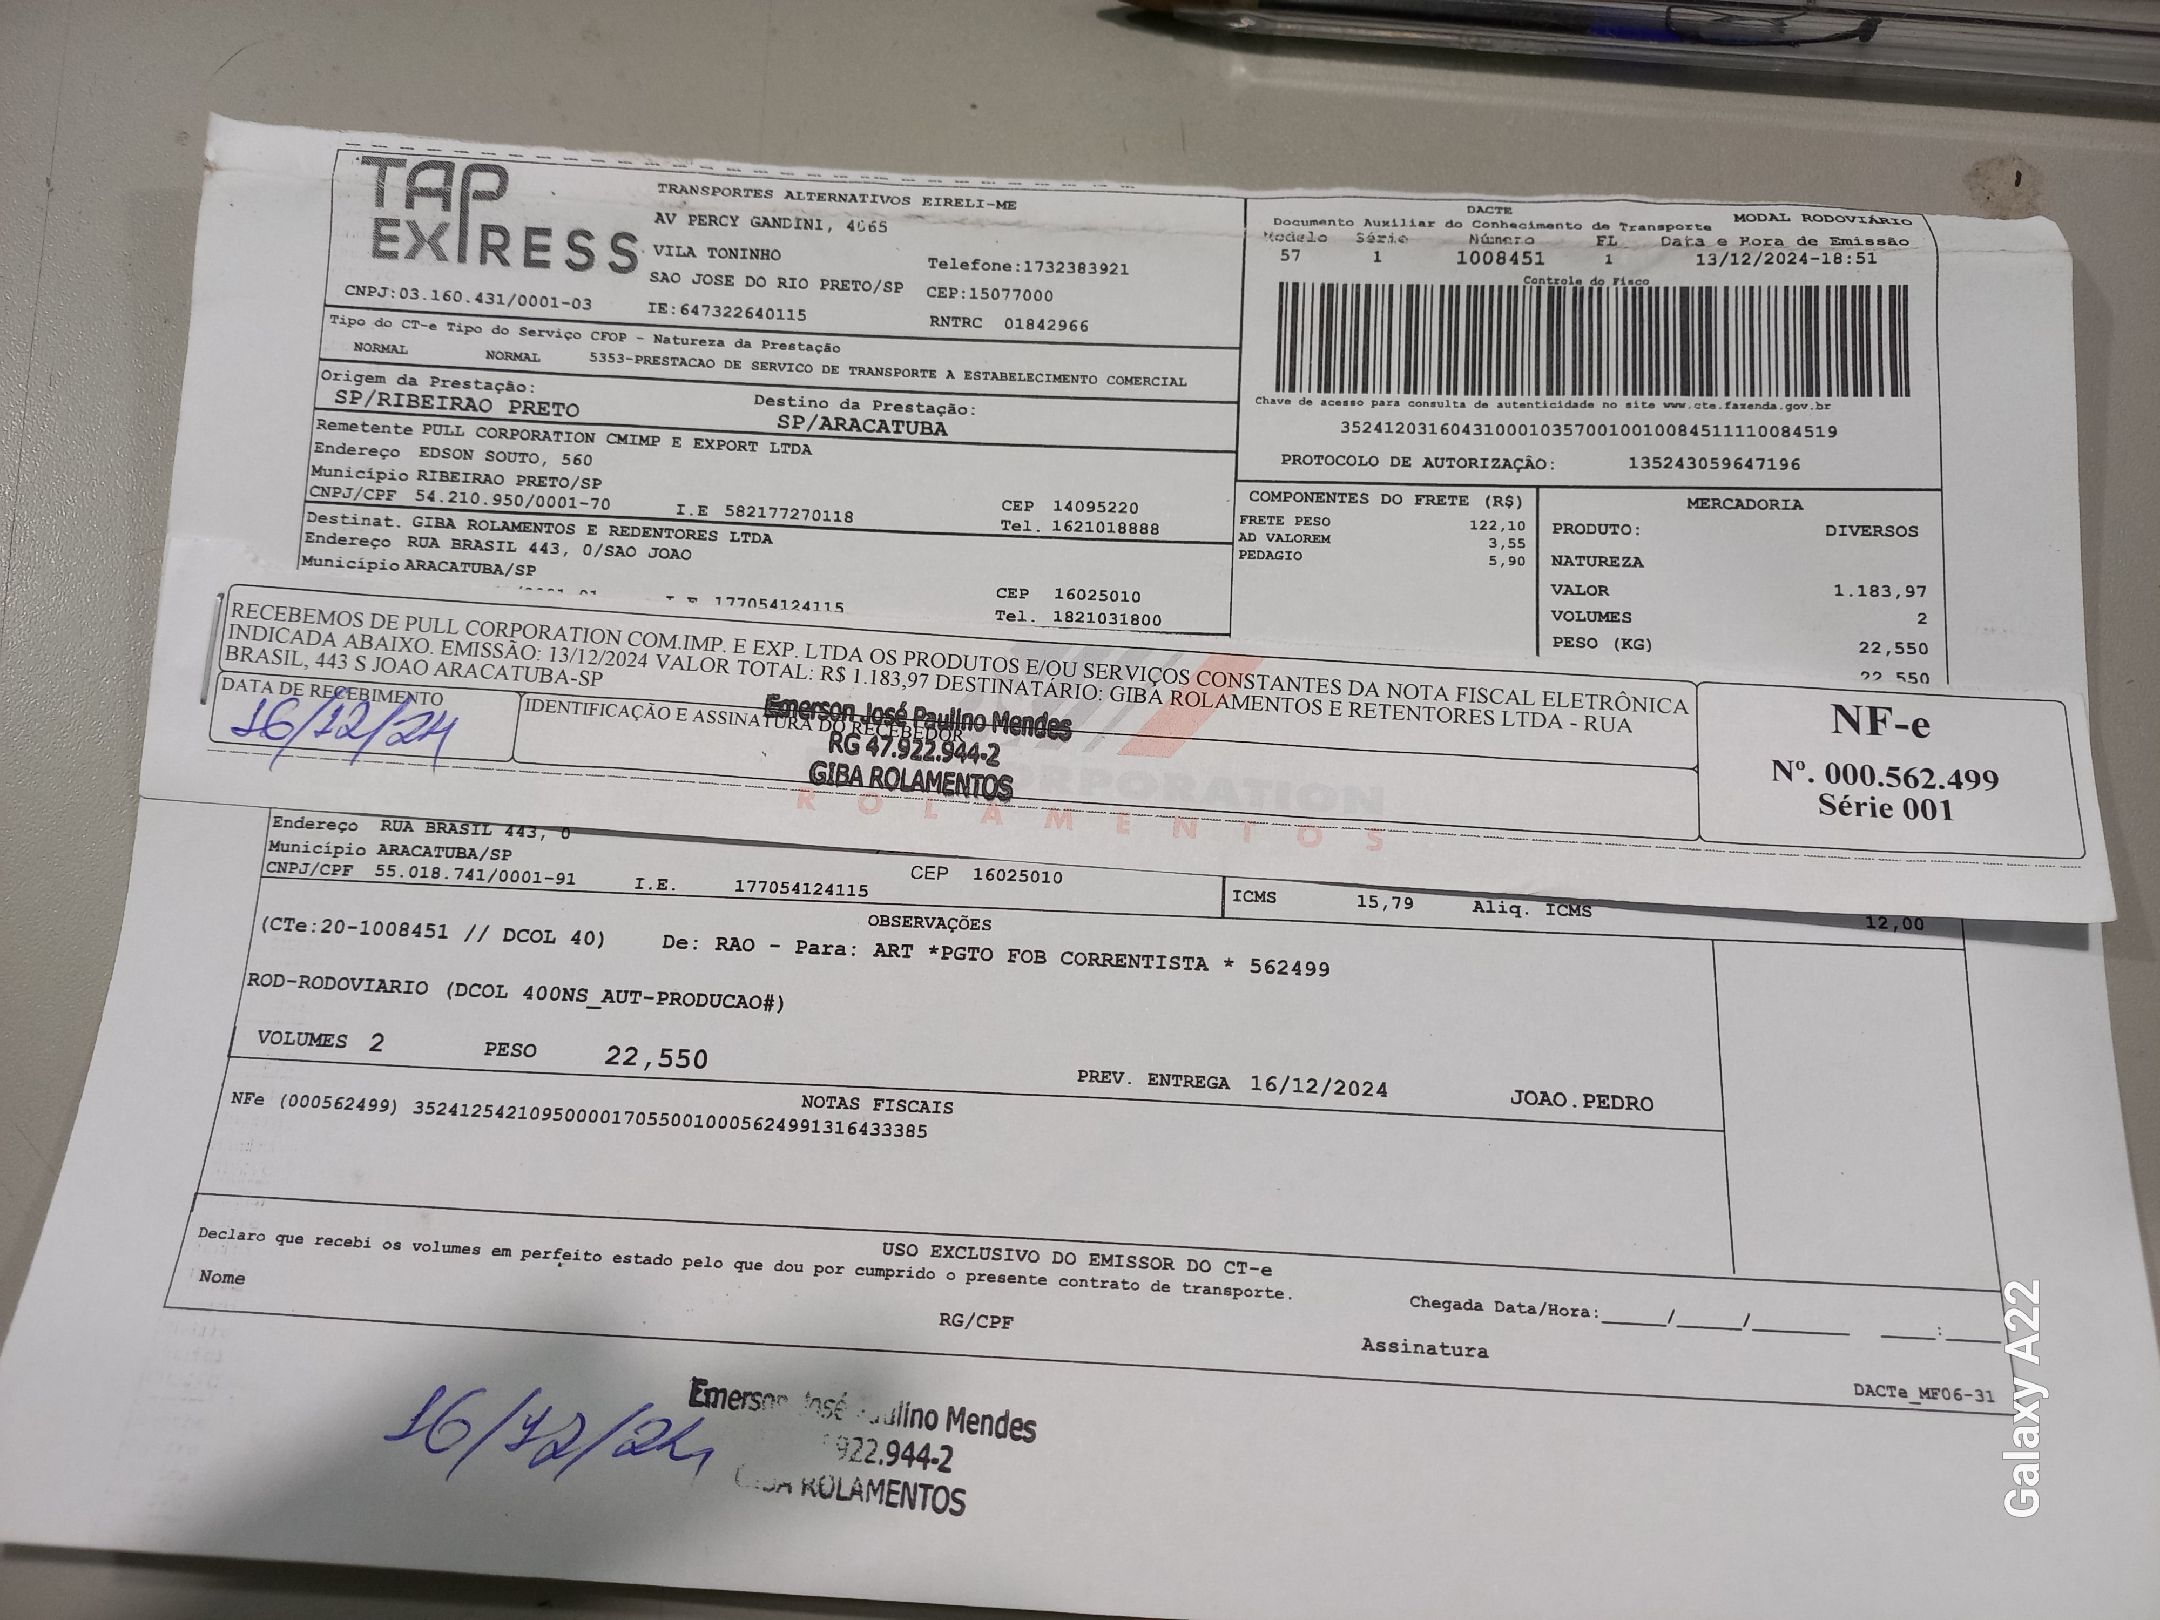 TAP
EXPRESS
TRANSPORTES ALTERNATIVOS EIRELI-ME
AV PERCY GANDINI, 4065
VILA TONINHO
Telefone:1732383921
SAO JOSE DO RIO PRETO/SP CEP:15077000
CNPJ:03.160.431/0001-03 IE:647322640115
RNTRC 01842966
DACTE
MODAL RODOVIÁRIO
Documento Auxiliar do Conhecimento de Transporte
Modelo Série Número FL Data e Hora de Emissão
57 1 1008451 1 13/12/2024-18:51
Controle do Fisco
Chave de acesso para consulta de autenticidade no site www.cte.fazenda.gov.br
35241203160431000103570010010084511110084519
PROTOCOLO DE AUTORIZAÇÃO: 135243059647196
Tipo do CT-e Tipo do Serviço CFOP - Natureza da Prestação
NORMAL NORMAL 5353-PRESTACAO DE SERVICO DE TRANSPORTE A ESTABELECIMENTO COMERCIAL
Origem da Prestação: Destino da Prestação:
SP/RIBEIRAO PRETO SP/ARACATUBA
Remetente PULL CORPORATION CMIMP E EXPORT LTDA
Endereço EDSON SOUTO, 560
Município RIBEIRAO PRETO/SP
CEP 14095220
CNPJ/CPF 54.210.950/0001-70 I.E 582177270118
Tel. 1621018888
Destinat. GIBA ROLAMENTOS E REDENTORES LTDA
Endereço RUA BRASIL 443, 0/SAO JOAO
Município ARACATUBA/SP
CEP 16025010
177054124115
Tel. 1821031800
COMPONENTES DO FRETE (R$)
FRETE PESO 122,10
AD VALOREM 3,55
PEDAGIO 5,90
MERCADORIA
PRODUTO: DIVERSOS
NATUREZA
VALOR 1.183,97
VOLUMES 2
PESO (KG) 22,550
22 550
RECEBEMOS DE PULL CORPORATION COM.IMP. E EXP. LTDA OS PRODUTOS E/OU SERVIÇOS CONSTANTES DA NOTA FISCAL ELETRÔNICA
INDICADA ABAIXO. EMISSÃO: 13/12/2024 VALOR TOTAL: R$ 1.183,97 DESTINATÁRIO: GIBA ROLAMENTOS E RETENTORES LTDA - RUA
BRASIL, 443 S JOAO ARACATUBA-SP
DATA DE RECEBIMENTO
16/12/24
IDENTIFICAÇÃO E ASSINATURA DO RECEBEDOR
Emerson José Paulino Mendes
RG 47.922.944-2
GIBA ROLAMENTOS
CORPORATION
ROLAMENTOS
NF-e
Nº. 000.562.499
Série 001
Endereço RUA BRASIL 443, 0
Município ARACATUBA/SP
CEP 16025010
CNPJ/CPF 55.018.741/0001-91 I.E. 177054124115
ICMS 15,79 Aliq. ICMS 12,00
OBSERVAÇÕES
(CTe:20-1008451 // DCOL 40) De: RAO - Para: ART *PGTO FOB CORRENTISTA * 562499
ROD-RODOVIARIO (DCOL 400NS_AUT-PRODUCAO#)
VOLUMES 2 PESO 22,550
PREV. ENTREGA 16/12/2024 JOAO.PEDRO
NOTAS FISCAIS
NFe (000562499) 35241254210950000170550010005624991316433385
USO EXCLUSIVO DO EMISSOR DO CT-e
Declaro que recebi os volumes em perfeito estado pelo que dou por cumprido o presente contrato de transporte.
Nome
RG/CPF
Chegada Data/Hora:_____/_____/_______ ____:____
Assinatura
DACTe_MF06-31
16/12/24
Emerson José Paulino Mendes
922.944-2
ROLAMENTOS
Galaxy A22